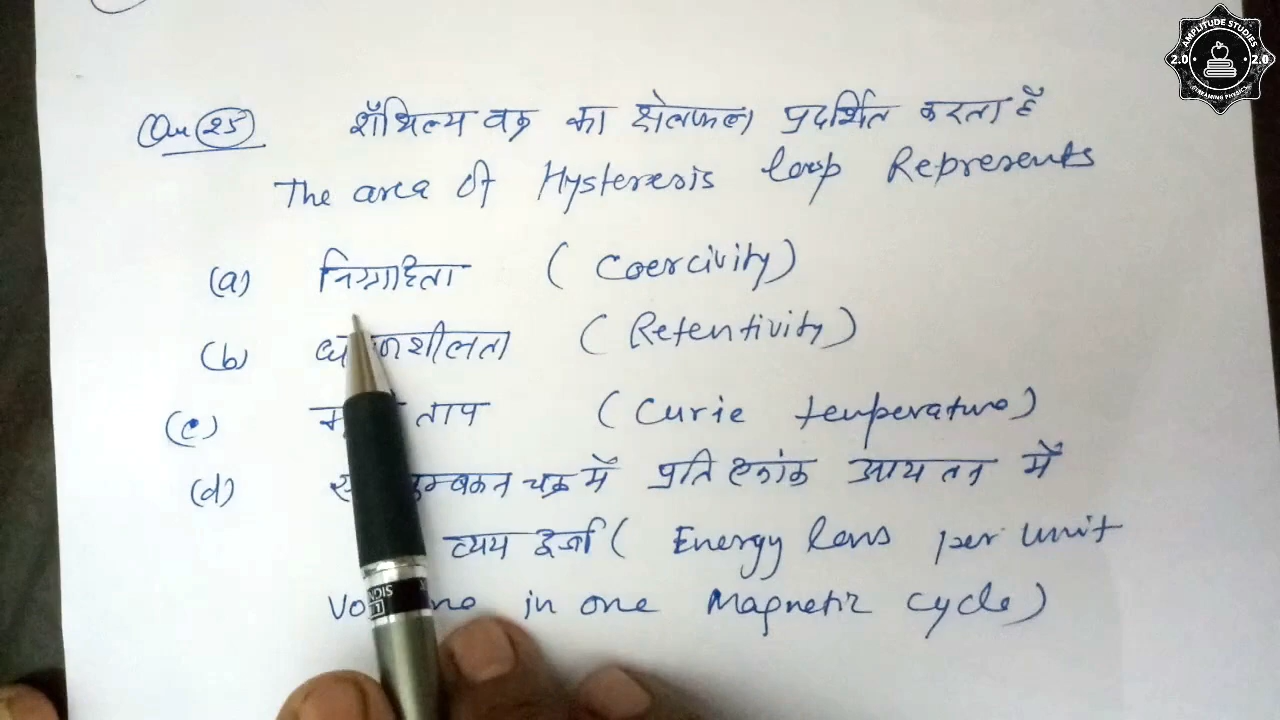 AMPLITUDE STUDIES
2.0 2.0
Qu 25 शैथिल्य वक्र का क्षेत्रफल प्रदर्शित करता है
The area of Hysteresis loop Represents
(a) निग्राहिता (Coercivity)
(b) शीलता (Retentivity)
(c) ताप (Curie temperature)
(d) चक्र में प्रति एकांक आयतन में
व्यय ऊर्जा (Energy loss per unit
in one Magnetic cycle)